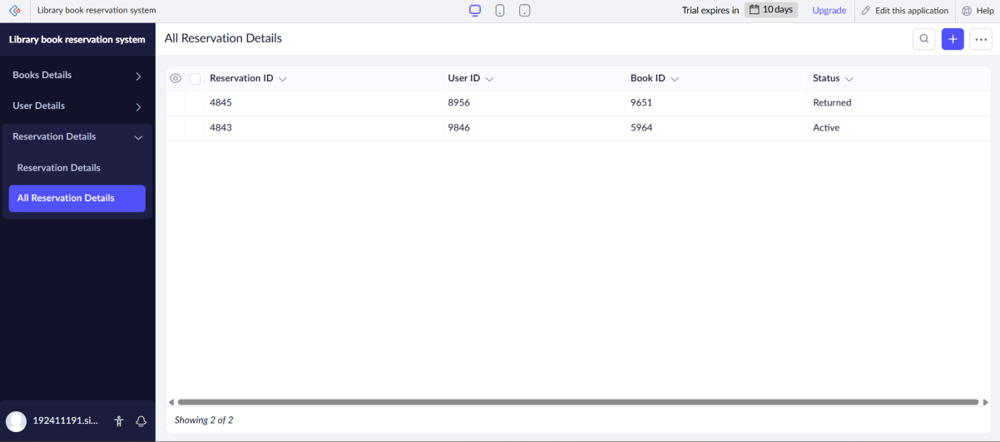 Library book reservation system
Trial expires in 10 days Upgrade Edit this application Help
Library book reservation system
Books Details
User Details
Reservation Details
Reservation Details
All Reservation Details
192411191.si...
All Reservation Details
Reservation ID User ID Book ID Status
4845 8956 9651 Returned
4843 9846 5964 Active
Showing 2 of 2